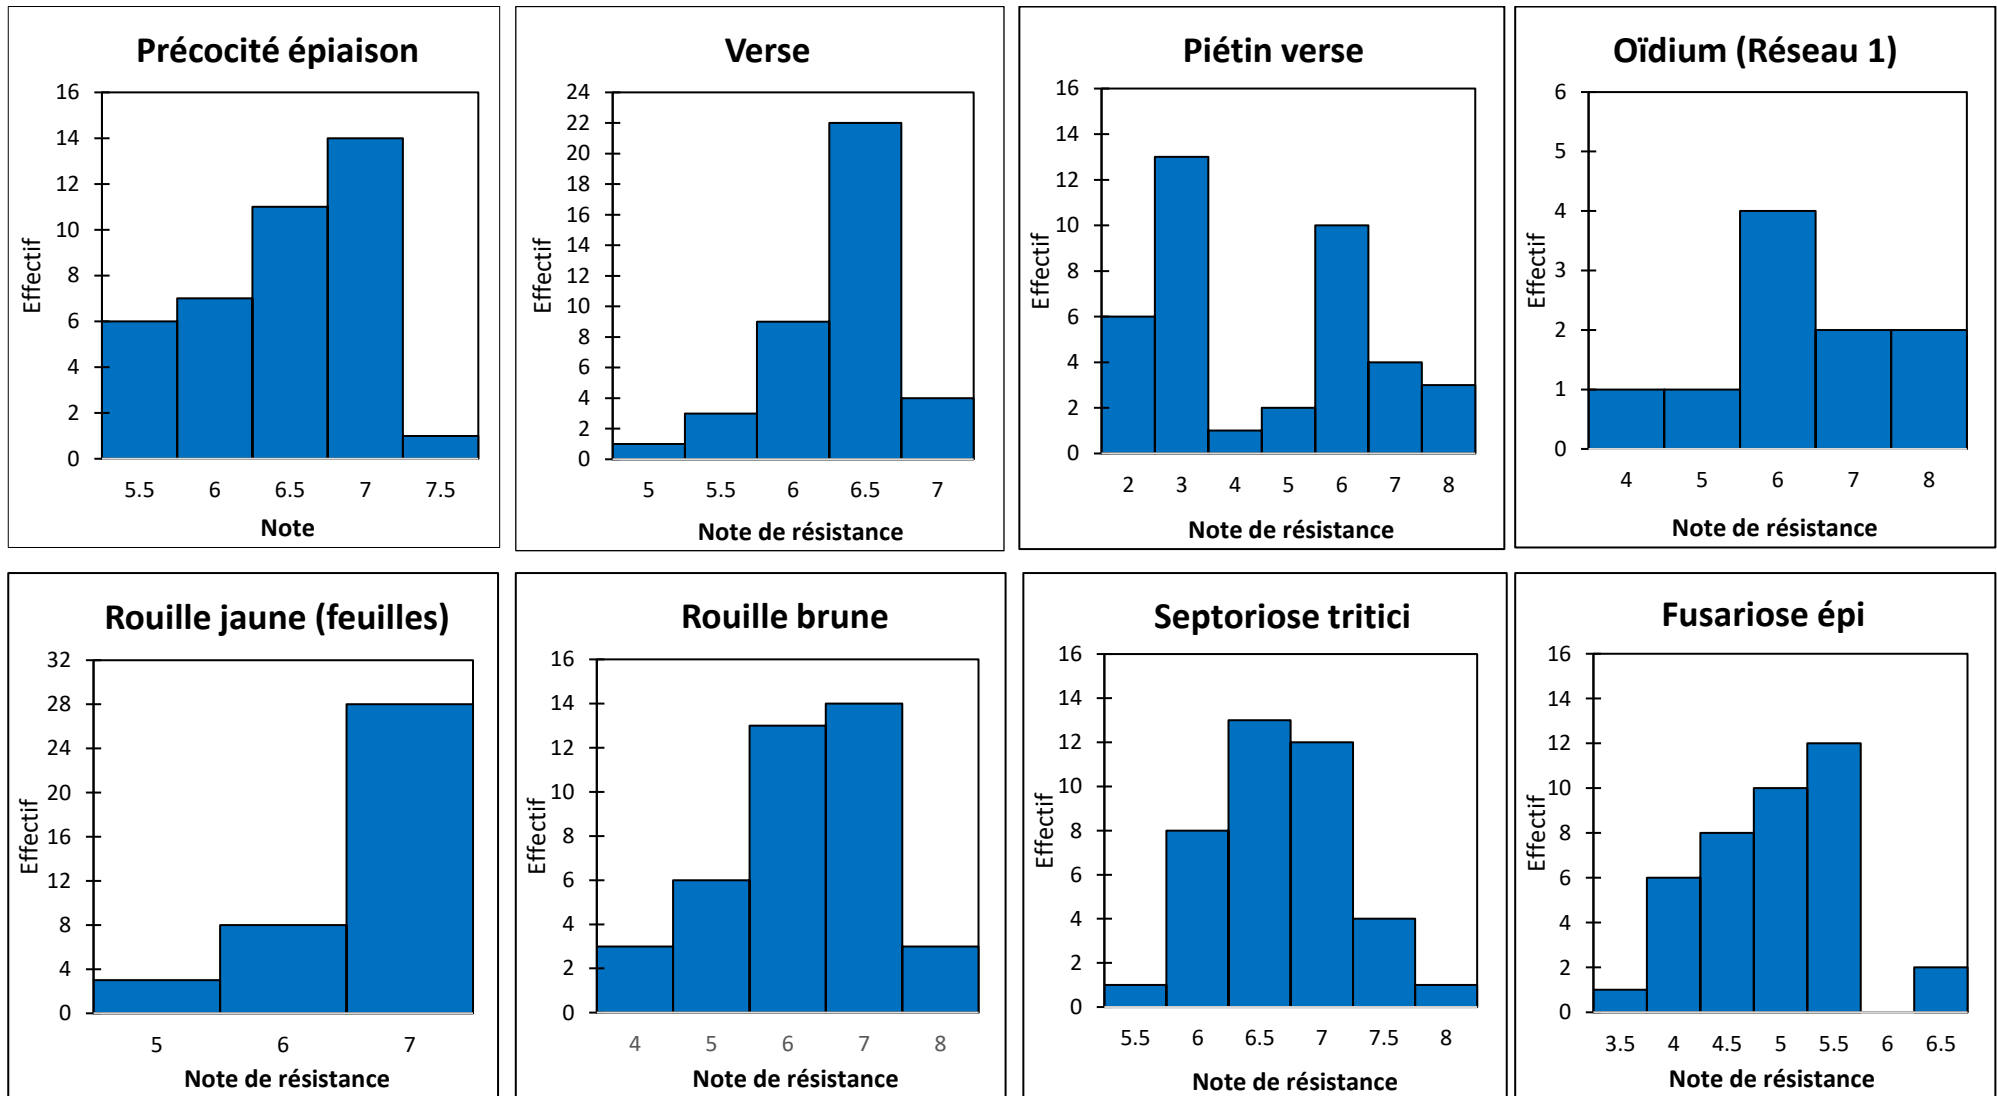 Précocité épiaison
16
14
12
10
8
6
4
2
0
Effectif
5.5 6 6.5 7 7.5
Note
Verse
24
22
20
18
16
14
12
10
8
6
4
2
0
Effectif
5 5.5 6 6.5 7
Note de résistance
Piétin verse
16
14
12
10
8
6
4
2
0
Effectif
2 3 4 5 6 7 8
Note de résistance
Oïdium (Réseau 1)
6
5
4
3
2
1
0
Effectif
4 5 6 7 8
Note de résistance
Rouille jaune (feuilles)
32
28
24
20
16
12
8
4
0
Effectif
5 6 7
Note de résistance
Rouille brune
16
14
12
10
8
6
4
2
0
Effectif
4 5 6 7 8
Note de résistance
Septoriose tritici
16
14
12
10
8
6
4
2
0
Effectif
5.5 6 6.5 7 7.5 8
Note de résistance
Fusariose épi
16
14
12
10
8
6
4
2
0
Effectif
3.5 4 4.5 5 5.5 6 6.5
Note de résistance